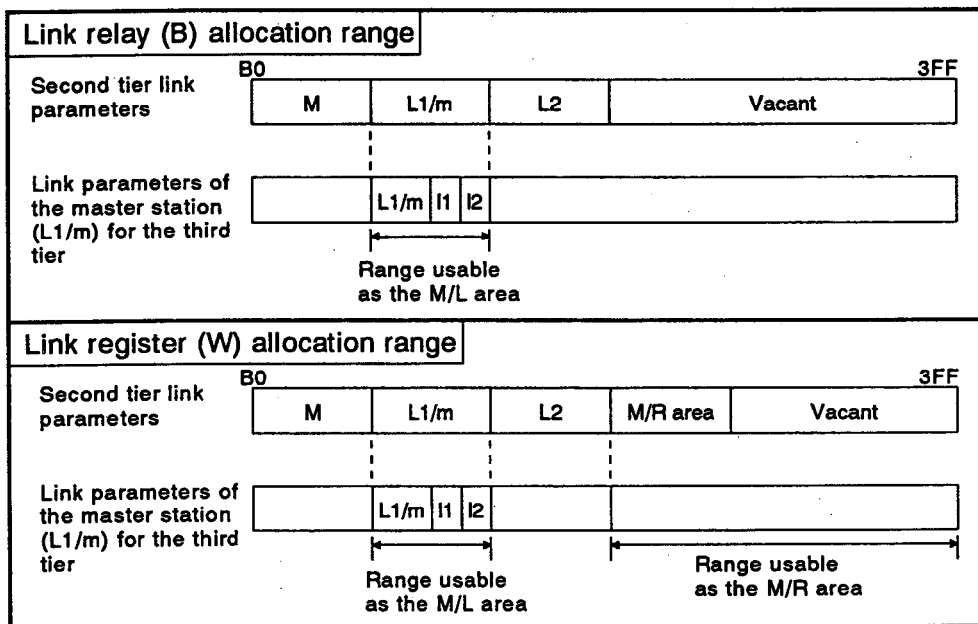 Link relay (B) allocation range
Second tier link
parameters
B0
3FF
M
L1/m
L2
Vacant
Link parameters of
the master station
(L1/m) for the third
tier
L1/m
l1
l2
Range usable
as the M/L area
Link register (W) allocation range
Second tier link
parameters
B0
3FF
M
L1/m
L2
M/R area
Vacant
Link parameters of
the master station
(L1/m) for the third
tier
L1/m
l1
l2
Range usable
as the M/L area
Range usable
as the M/R area